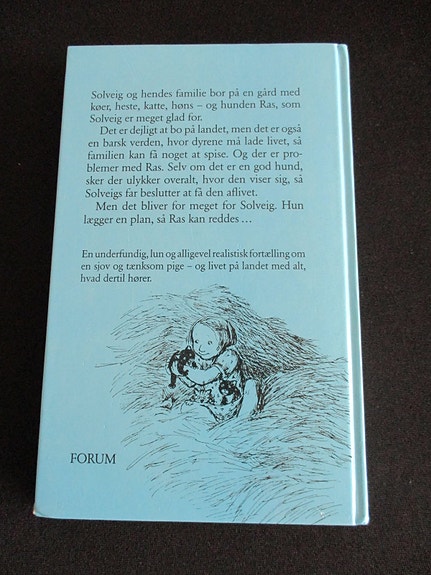 Solveig og hendes familie bor på en gård med
køer, heste, katte, høns – og hunden Ras, som
Solveig er meget glad for.
Det er dejligt at bo på landet, men det er også
en barsk verden, hvor dyrene må lade livet, så
familien kan få noget at spise. Og der er pro-
blemer med Ras. Selv om det er en god hund,
sker der ulykker overalt, hvor den viser sig, så
Solveigs far beslutter at få den aflivet.
Men det bliver for meget for Solveig. Hun
lægger en plan, så Ras kan reddes ...
En underfundig, lun og alligevel realistisk fortælling om
en sjov og tænksom pige – og livet på landet med alt,
hvad dertil hører.
FORUM